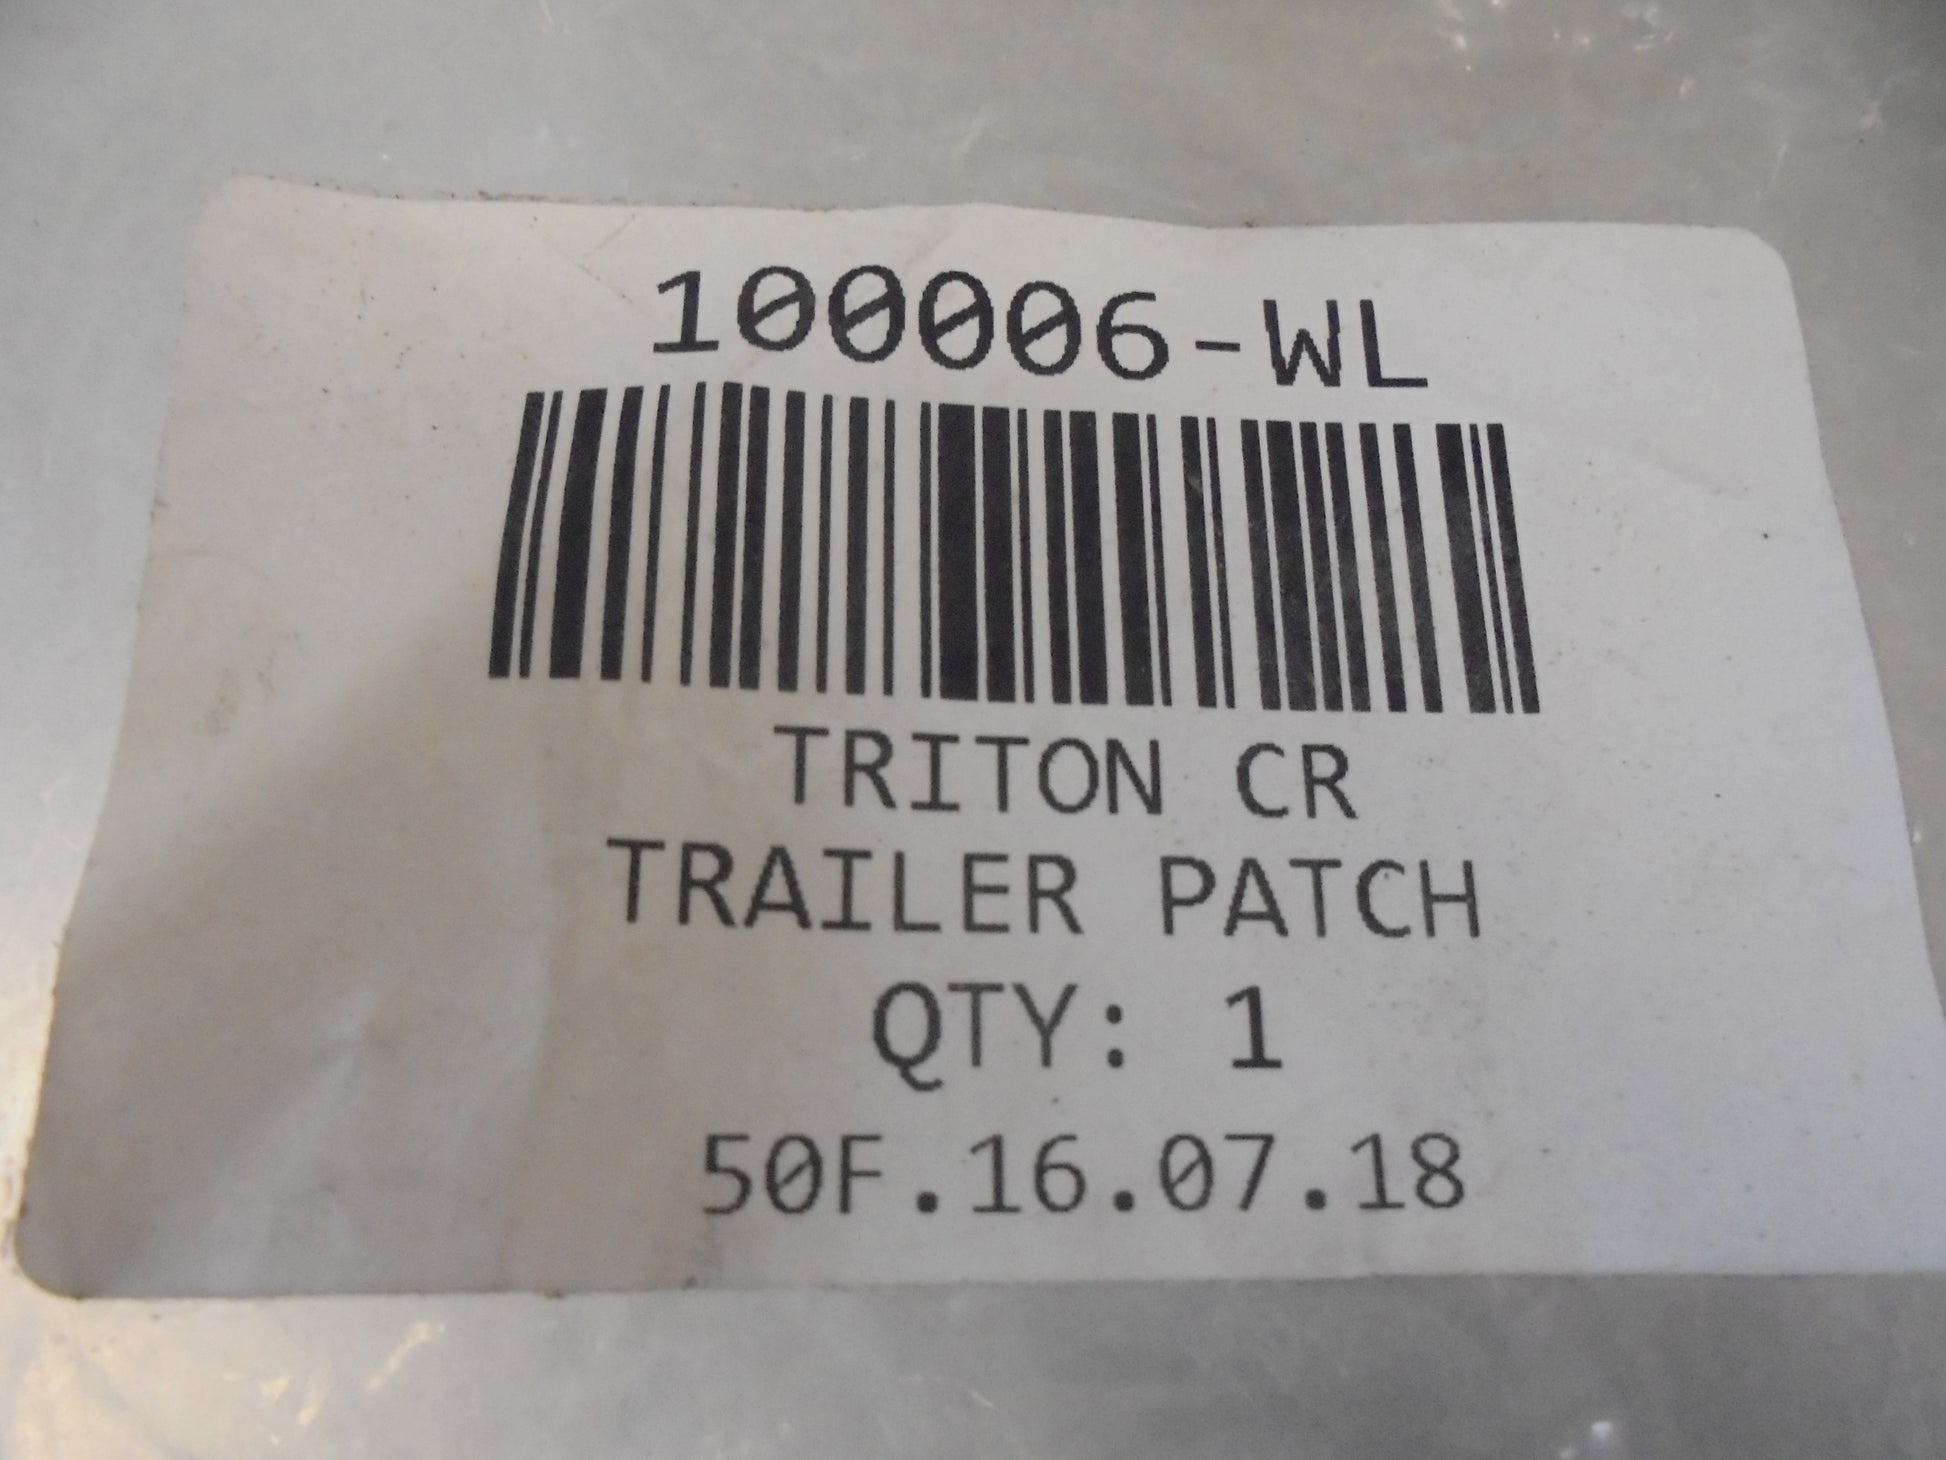 100006-WL
TRITON CR
TRAILER PATCH
QTY: 1
50F.16.07.18